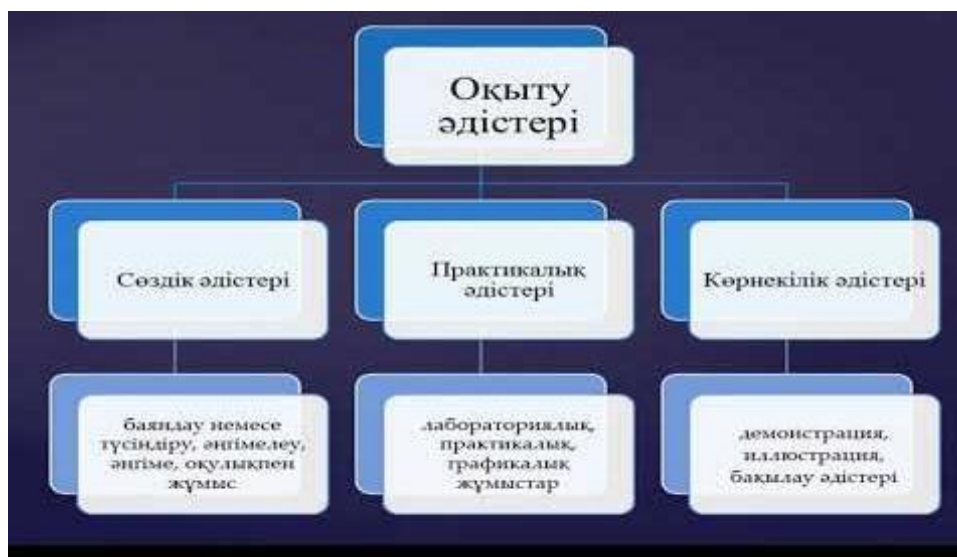 Оқыту
әдістері
Сөздік әдістері
Практикалық
әдістері
Көрнекілік әдістері
баяндау немесе
түсіндіру, әңгімелеу,
әңгіме, оқулықпен
жұмыс
лабораториялық,
практикалық,
графикалық
жұмыстар
демонстрация,
иллюстрация,
бақылау әдістері